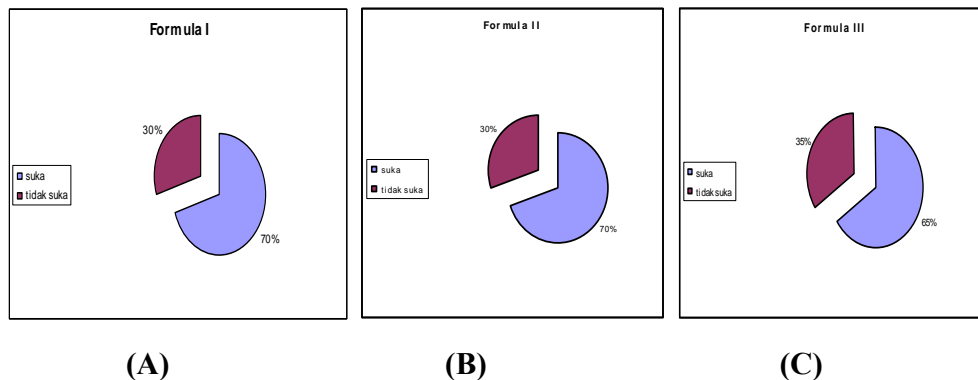 Formula I
30%
suka
tidak suka
70%
(A)
Formula II
30%
suka
tidak suka
70%
(B)
Formula III
35%
suka
tidak suka
65%
(C)